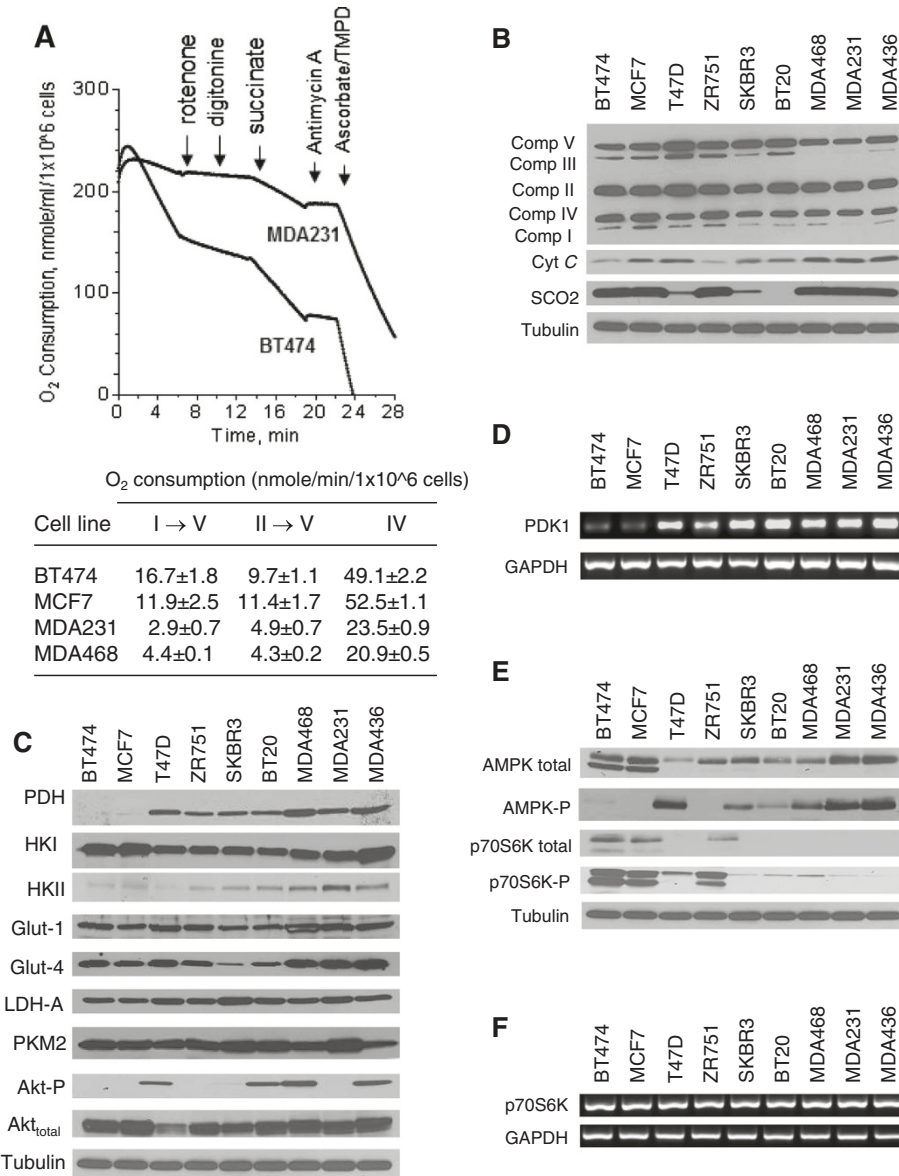 A
O2 Consumption, nmole/ml/1x10^6 cells
300
200
100
0
rotenone
digitonine
succinate
Antimycin A
Ascorbate/TMPD
MDA231
BT474
0 4 8 12 16 20 24 28
Time, min
O2 consumption (nmole/min/1x10^6 cells)
Cell line I → V II → V IV
BT474 16.7±1.8 9.7±1.1 49.1±2.2
MCF7 11.9±2.5 11.4±1.7 52.5±1.1
MDA231 2.9±0.7 4.9±0.7 23.5±0.9
MDA468 4.4±0.1 4.3±0.2 20.9±0.5
B
BT474 MCF7 T47D ZR751 SKBR3 BT20 MDA468 MDA231 MDA436
Comp V
Comp III
Comp II
Comp IV
Comp I
Cyt C
SCO2
Tubulin
C
BT474 MCF7 T47D ZR751 SKBR3 BT20 MDA468 MDA231 MDA436
PDH
HKI
HKII
Glut-1
Glut-4
LDH-A
PKM2
Akt-P
Akt total
Tubulin
D
BT474 MCF7 T47D ZR751 SKBR3 BT20 MDA468 MDA231 MDA436
PDK1
GAPDH
E
BT474 MCF7 T47D ZR751 SKBR3 BT20 MDA468 MDA231 MDA436
AMPK total
AMPK-P
p70S6K total
p70S6K-P
Tubulin
F
BT474 MCF7 T47D ZR751 SKBR3 BT20 MDA468 MDA231 MDA436
p70S6K
GAPDH